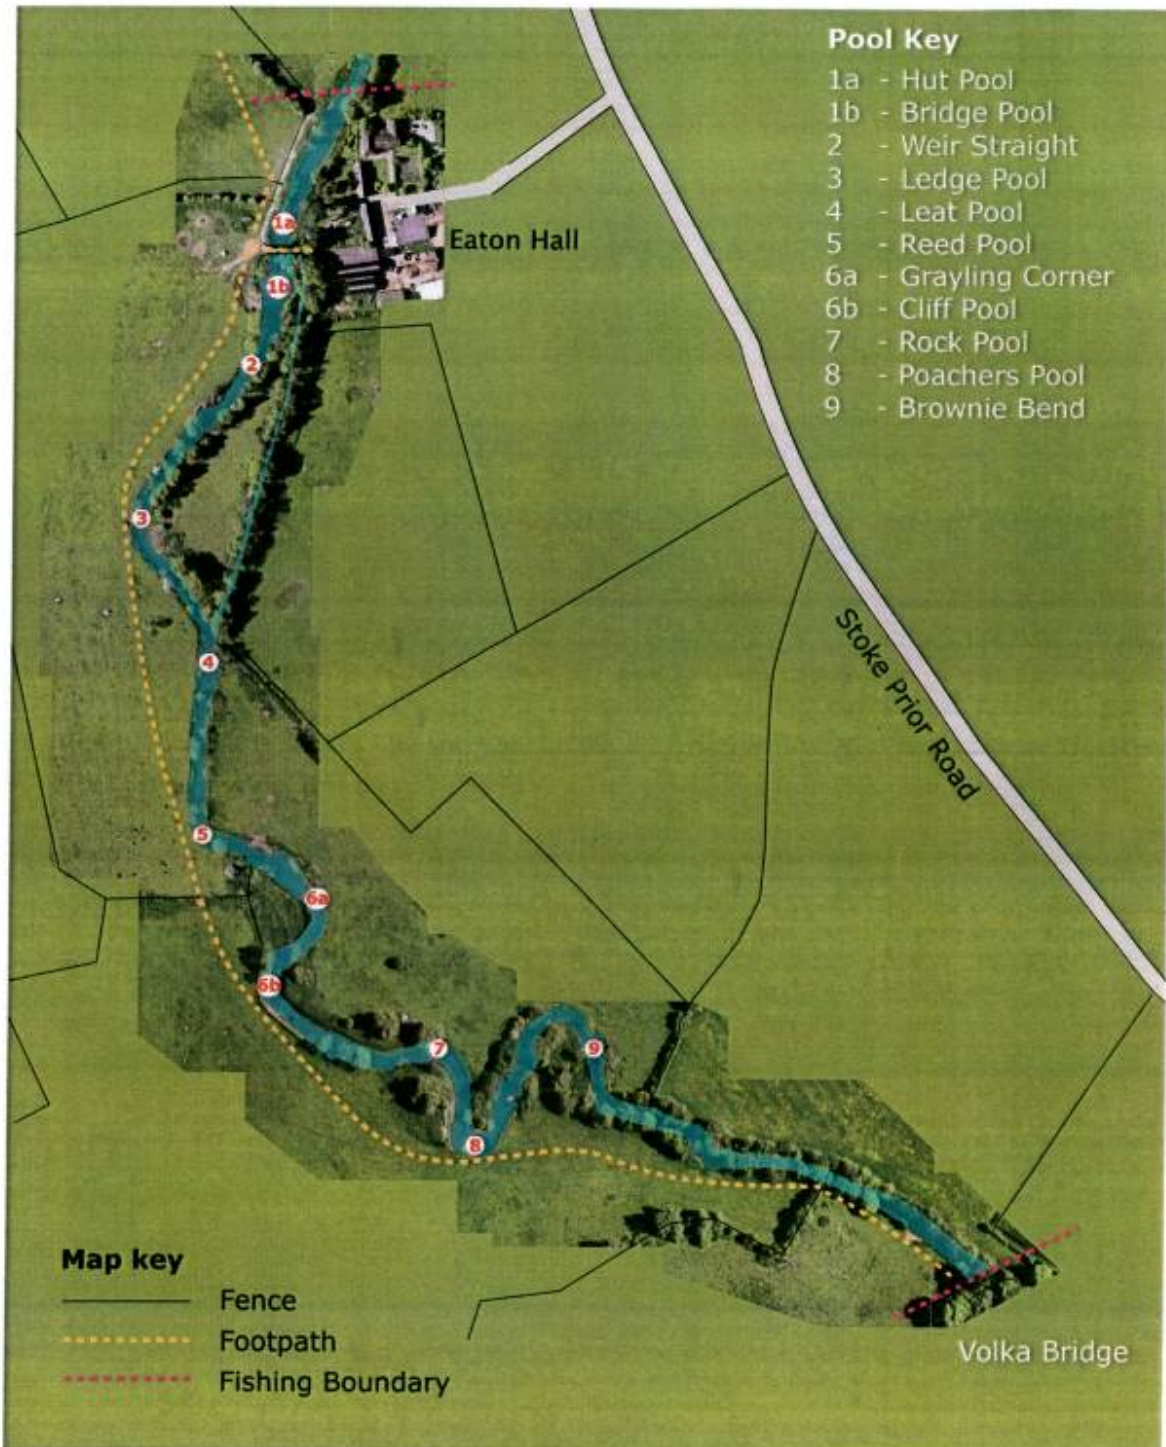 Pool Key
1a - Hut Pool
1b - Bridge Pool
2 - Weir Straight
3 - Ledge Pool
4 - Leat Pool
5 - Reed Pool
6a - Grayling Corner
6b - Cliff Pool
7 - Rock Pool
8 - Poachers Pool
9 - Brownie Bend
1a
Eaton Hall
1b
2
3
4
Stoke Prior Road
5
6a
6b
7
9
8
Map key
Fence
Footpath
Fishing Boundary
Volka Bridge